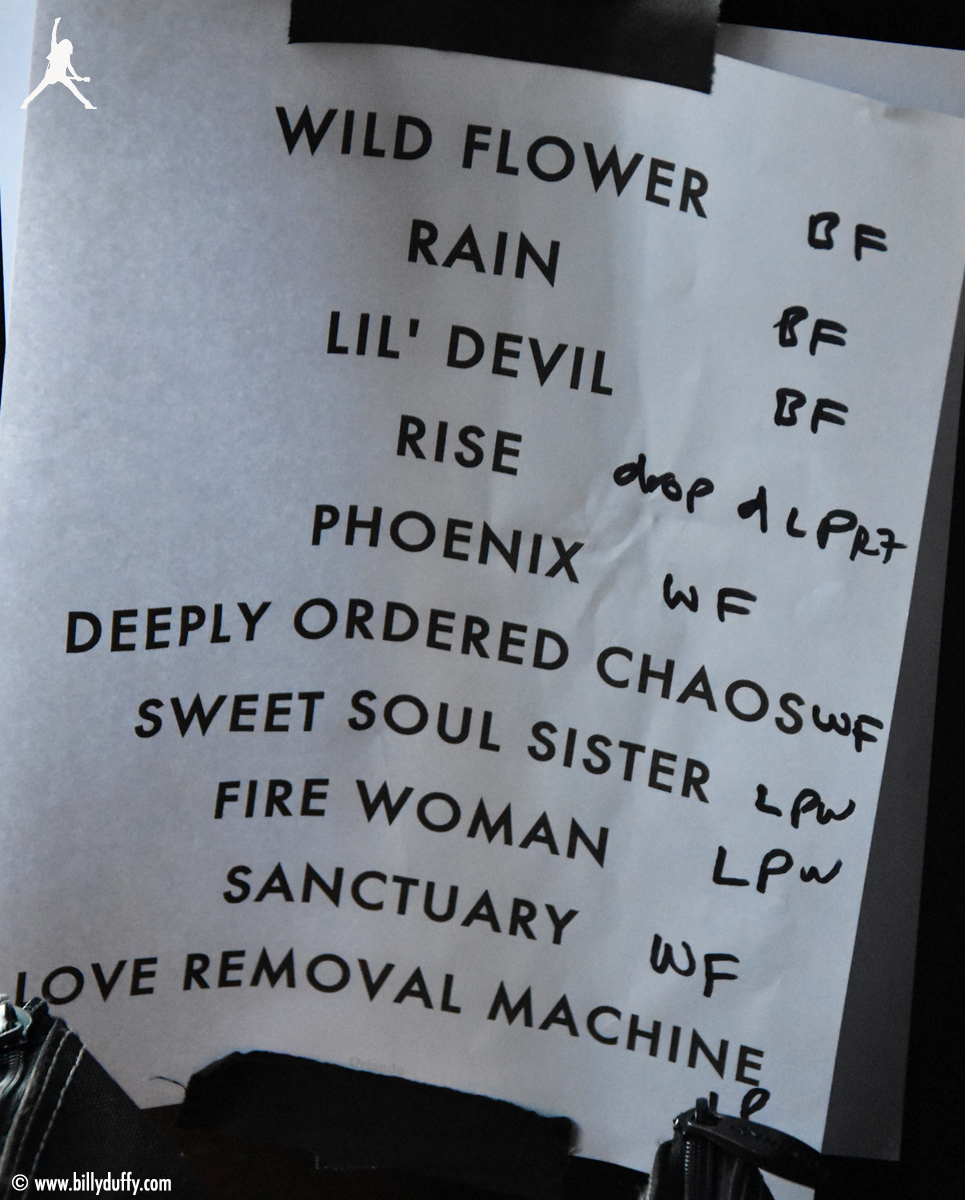 WILD FLOWER BF
RAIN BF
LIL' DEVIL BF
RISE drop d LPR7
PHOENIX WF
DEEPLY ORDERED CHAOS WF
SWEET SOUL SISTER LPW
FIRE WOMAN LPW
SANCTUARY WF
LOVE REMOVAL MACHINE
LP
© www.billyduffy.com